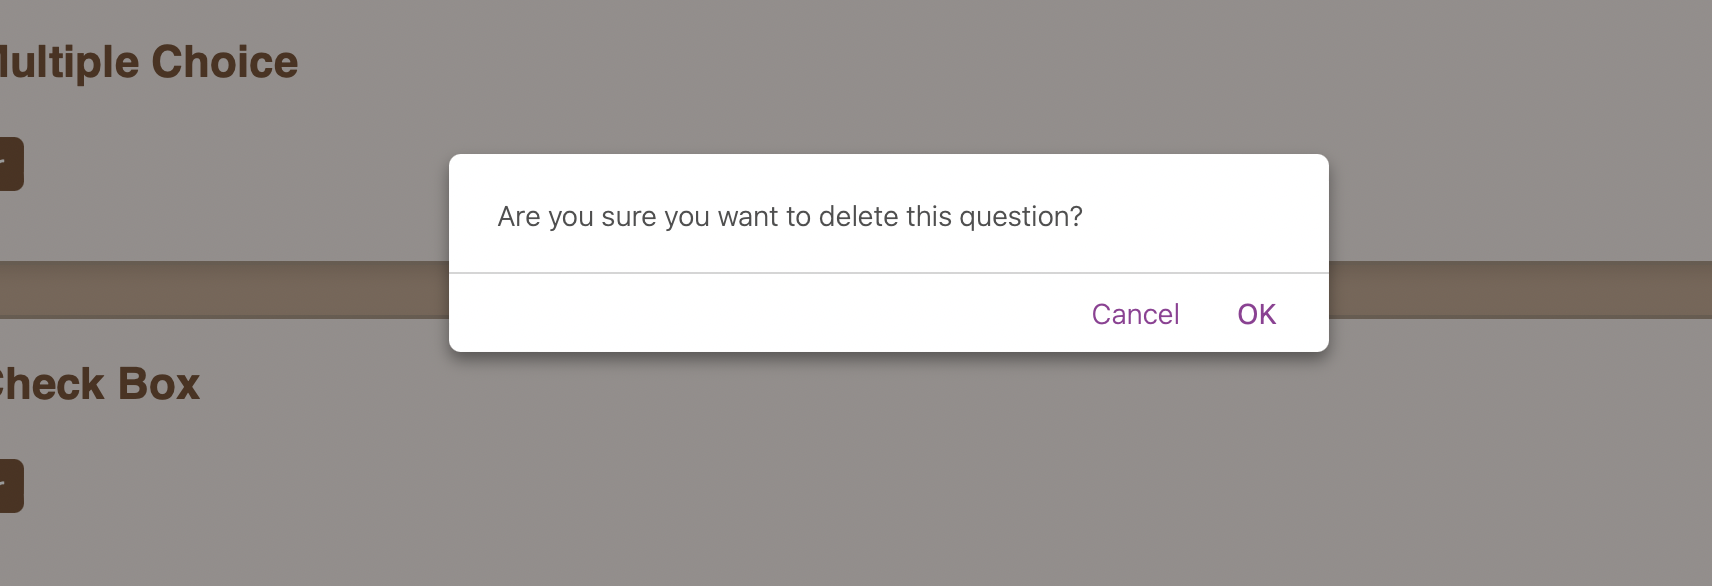 ultiple Choice
r
Are you sure you want to delete this question?
Cancel OK
heck Box
r